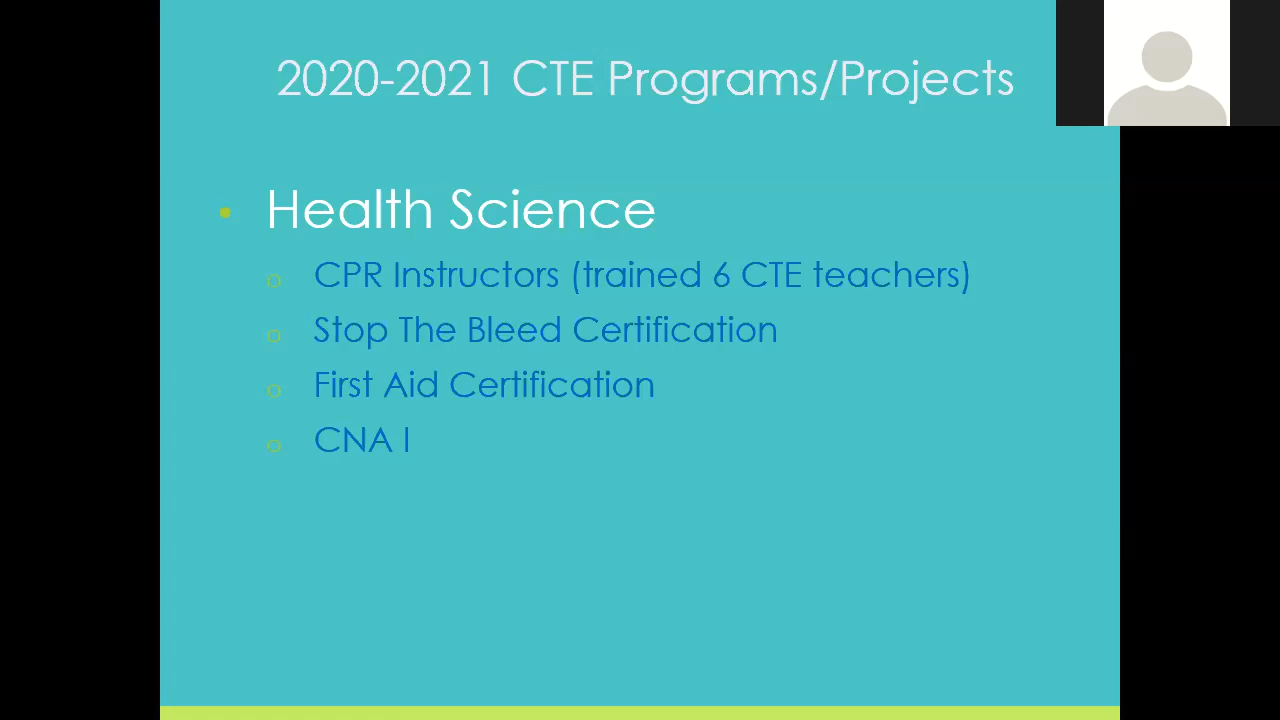 2020-2021 CTE Programs/Projects
Health Science
CPR Instructors (trained 6 CTE teachers)
Stop The Bleed Certification
First Aid Certification
CNA I